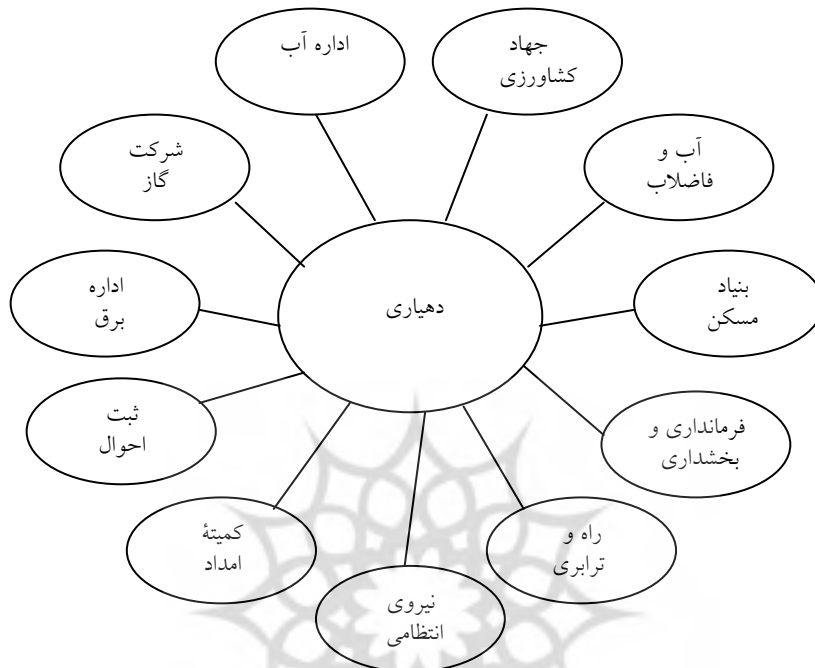 جهاد
کشاورزی
اداره آب
آب و
فاضلاب
شرکت
گاز
بنیاد
مسکن
اداره
برق
دهیاری
فرمانداری و
بخشداری
ثبت
احوال
راه و
ترابری
کمیتهٔ
امداد
نیروی
انتظامی